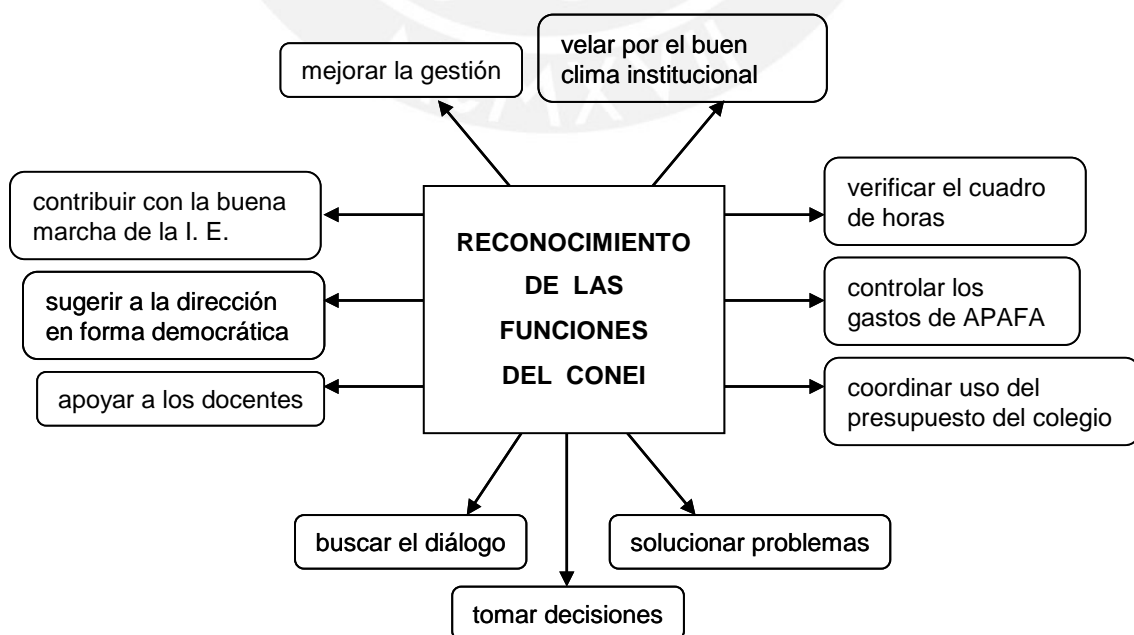 mejorar la gestión
velar por el buen
clima institucional
contribuir con la buena
marcha de la I. E.
sugerir a la dirección
en forma democrática
apoyar a los docentes
RECONOCIMIENTO
DE LAS
FUNCIONES
DEL CONEI
verificar el cuadro
de horas
controlar los
gastos de APAFA
coordinar uso del
presupuesto del colegio
buscar el diálogo
solucionar problemas
tomar decisiones